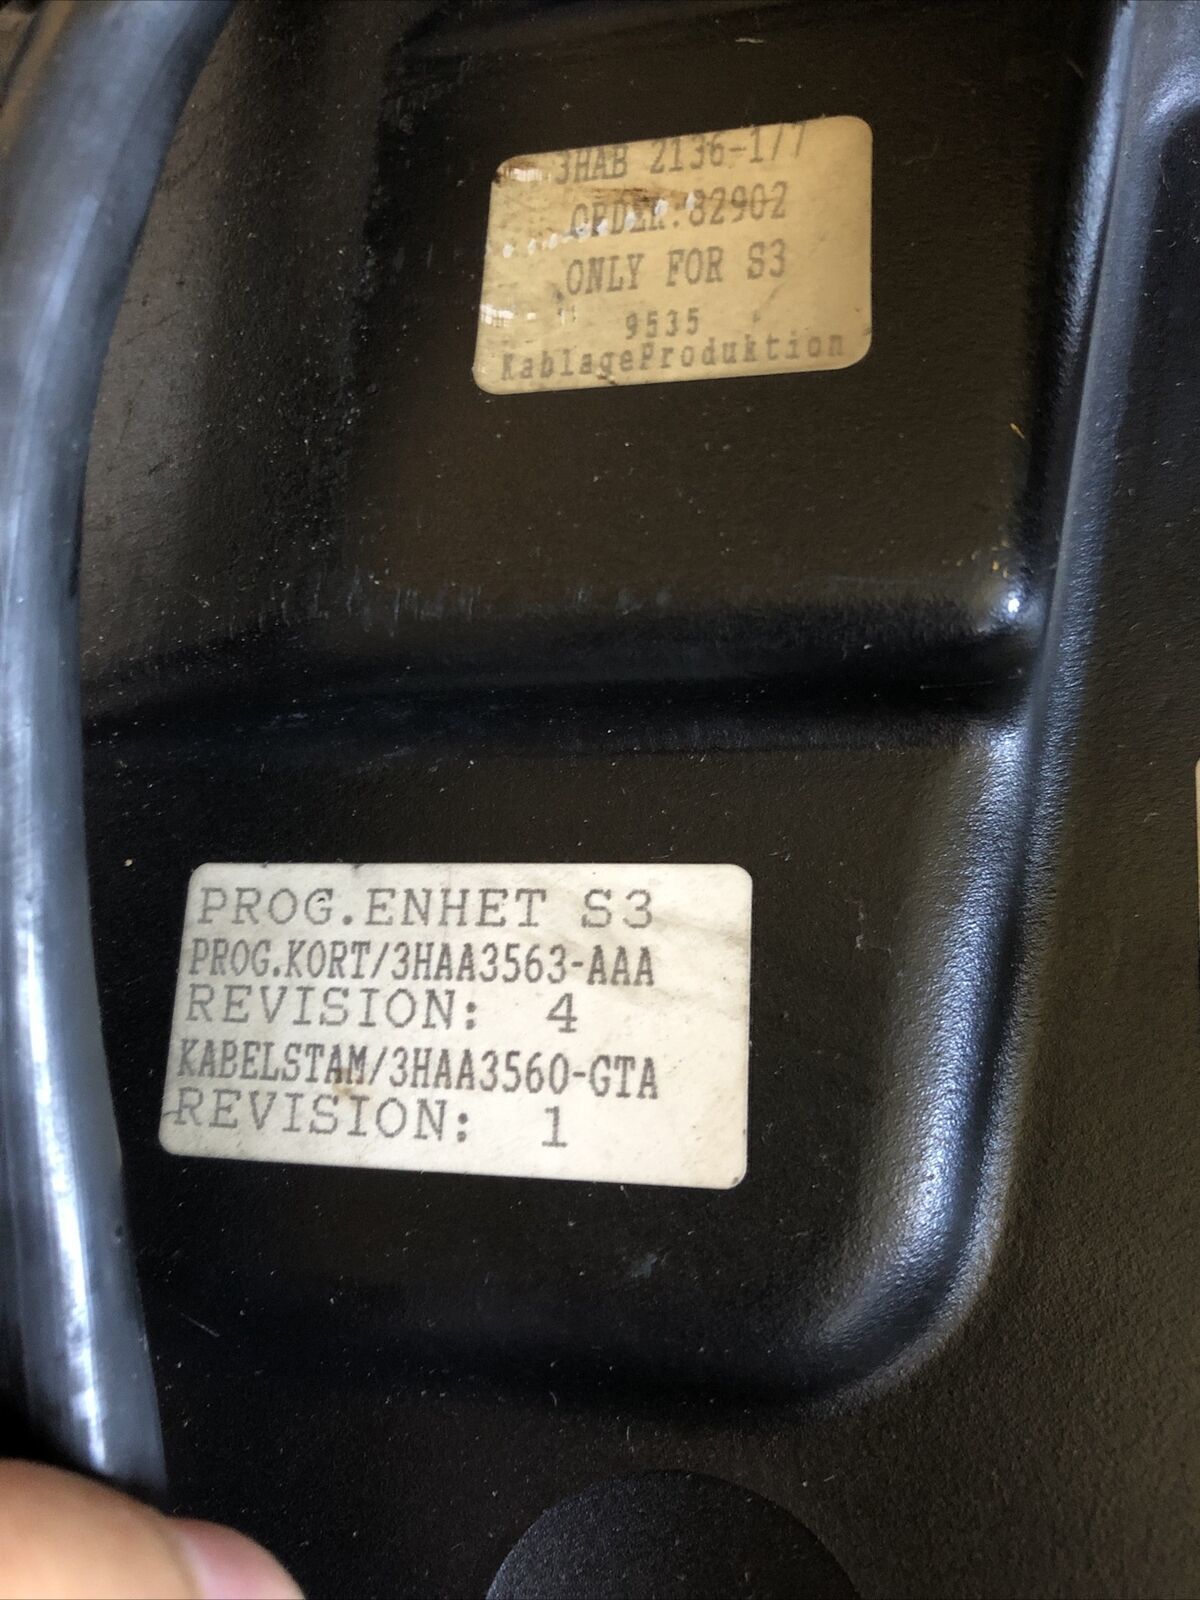 3HAB 2136-1/7
ORDER:82902
ONLY FOR S3
9535
KablageProduktion
PROG.ENHET S3
PROG.KORT/3HAA3563-AAA
REVISION: 4
KABELSTAM/3HAA3560-GTA
REVISION: 1